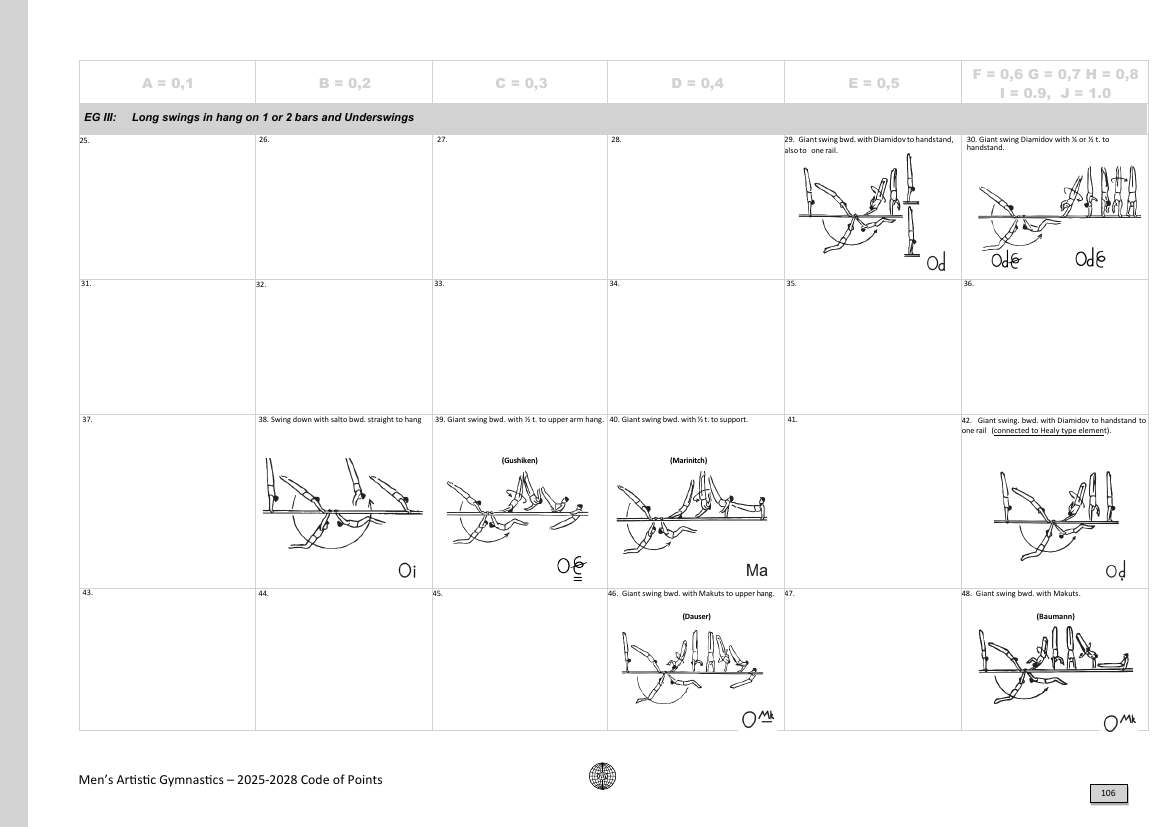 A = 0,1
B = 0,2
C = 0,3
D = 0,4
E = 0,5
F = 0,6 G = 0,7 H = 0,8
I = 0.9, J = 1.0
EG III: Long swings in hang on 1 or 2 bars and Underswings
25.
26.
27.
28.
29. Giant swing bwd. with Diamidov to handstand,
also to one rail.
Od
30. Giant swing Diamidov with ¾ or ½ t. to
handstand.
31.
32.
33.
34.
35.
36.
37.
38. Swing down with salto bwd. straight to hang
Oi
39. Giant swing bwd. with ½ t. to upper arm hang.
(Gushiken)
40. Giant swing bwd. with ½ t. to support.
(Marinitch)
Ma
41.
42. Giant swing. bwd. with Diamidov to handstand to
one rail (connected to Healy type element).
43.
44.
45.
46. Giant swing bwd. with Makuts to upper hang.
(Dauser)
O Mk
47.
48. Giant swing bwd. with Makuts.
(Baumann)
O Mk
Men's Artistic Gymnastics – 2025-2028 Code of Points
106